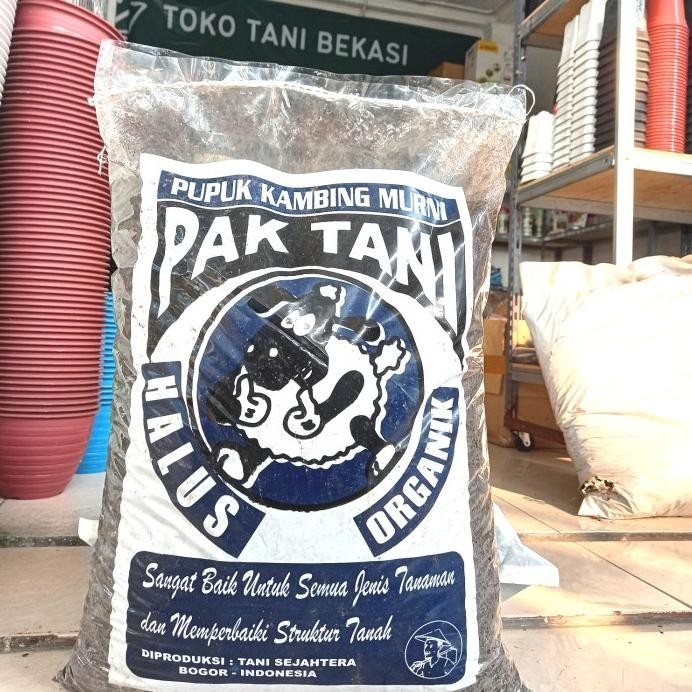 TOKO TANI BEKASI
PUPUK KAMBING MURNI
PAK TANI
HALUS
ORGANIK
Sangat Baik Untuk Semua Jenis Tanaman
dan Memperbaiki Struktur Tanah
DIPRODUKSI : TANI SEJAHTERA
BOGOR - INDONESIA